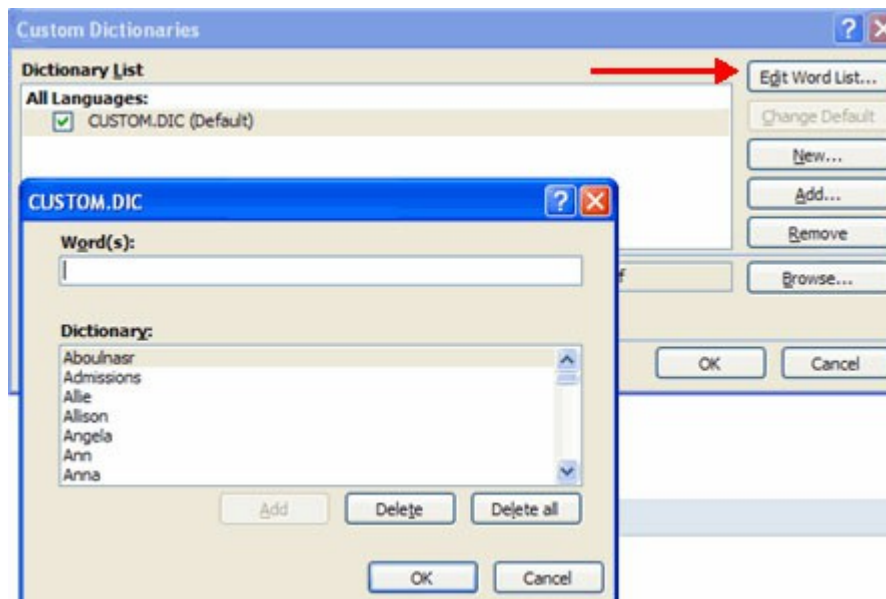 Custom Dictionaries
Dictionary List
Edit Word List...
All Languages:
CUSTOM.DIC (Default)
Change Default
New...
Add...
Remove
Browse...
OK Cancel
CUSTOM.DIC
Word(s):
Dictionary:
Aboulnasr
Admissions
Allie
Allison
Angela
Ann
Anna
Add Delete Delete all
OK Cancel